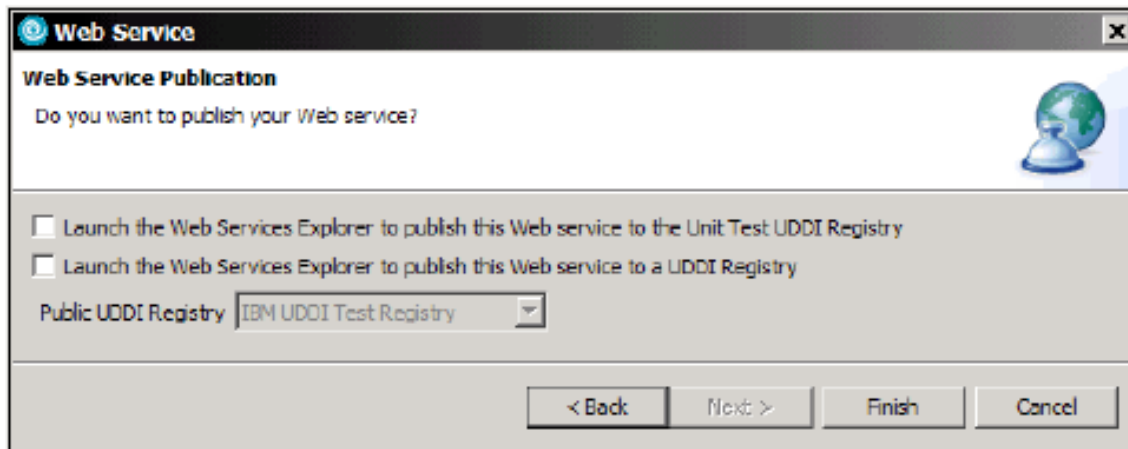 Web Service
Web Service Publication
Do you want to publish your Web service?
Launch the Web Services Explorer to publish this Web service to the Unit Test UDDI Registry
Launch the Web Services Explorer to publish this Web service to a UDDI Registry
Public UDDI Registry IBM UDDI Test Registry
< Back Next > Finish Cancel